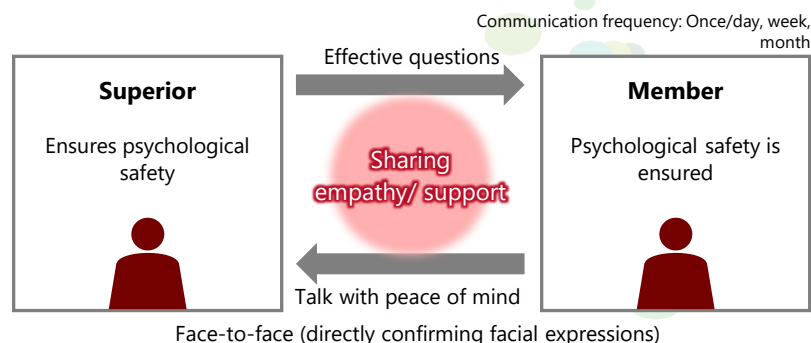 Communication frequency: Once/day, week,
month
Effective questions
Superior
Ensures psychological
safety
Sharing
empathy/ support
Member
Psychological safety is
ensured
Talk with peace of mind
Face-to-face (directly confirming facial expressions)